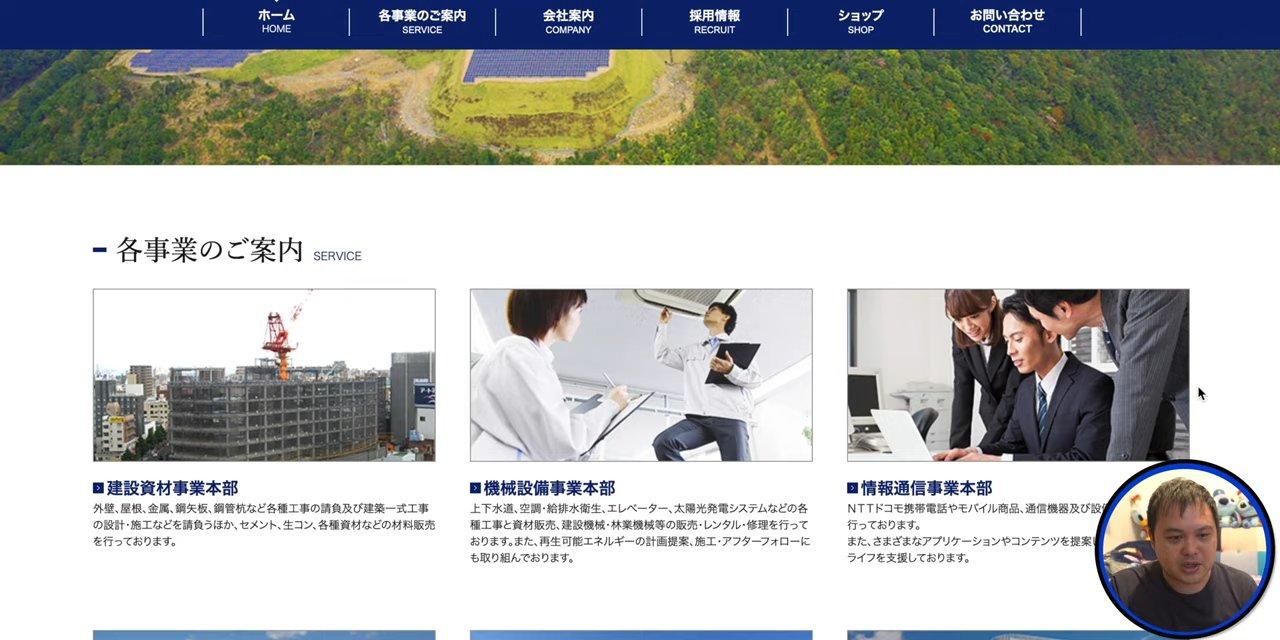 ホーム
HOME
各事業のご案内
SERVICE
会社案内
COMPANY
採用情報
RECRUIT
ショップ
SHOP
お問い合わせ
CONTACT
各事業のご案内 SERVICE
建設資材事業本部
外壁、屋根、金属、鋼矢板、鋼管杭など各種工事の請負及び建築一式工事
の設計・施工などを請負うほか、セメント、生コン、各種資材などの材料販売
を行っております。
機械設備事業本部
上下水道、空調・給排水衛生、エレベーター、太陽光発電システムなどの各
種工事と資材販売、建設機械・林業機械等の販売・レンタル・修理を行って
おります。また、再生可能エネルギーの計画提案、施工・アフターフォローに
も取り組んでおります。
情報通信事業本部
NTTドコモ携帯電話やモバイル商品、通信機器及び設
行っております。
また、さまざまなアプリケーションやコンテンツを提案
ライフを支援しております。